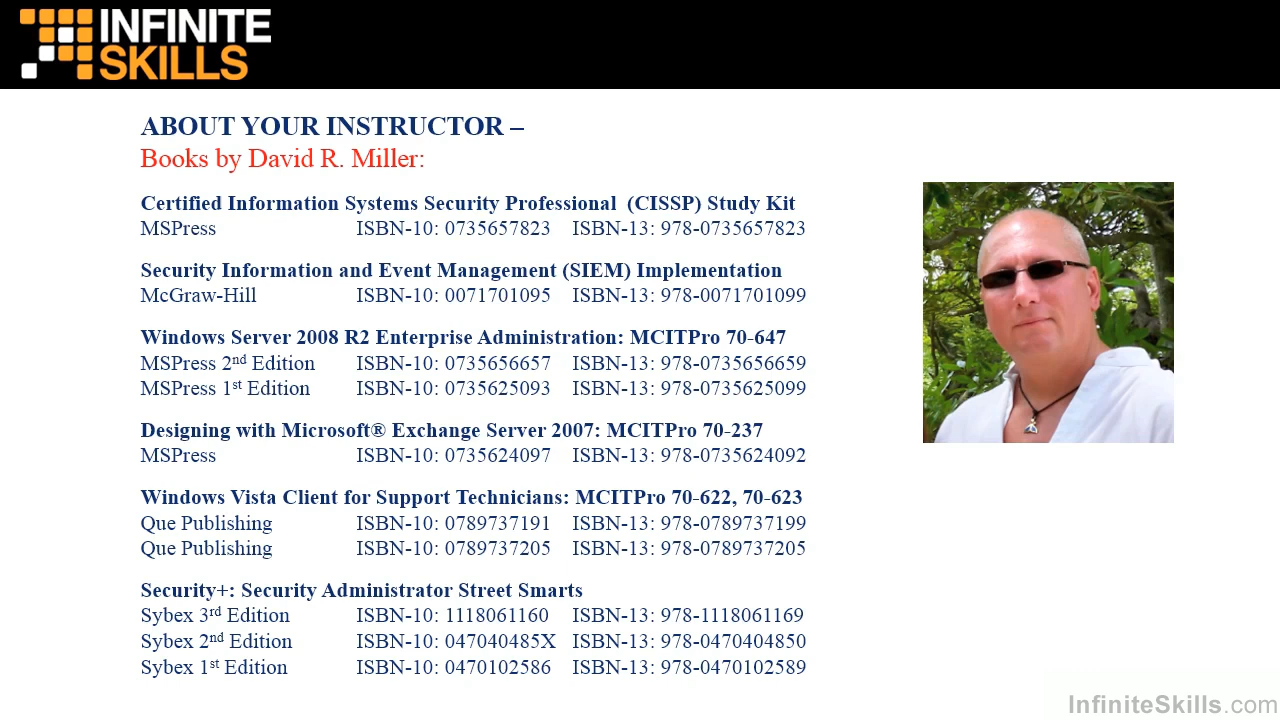 INFINITE
SKILLS
ABOUT YOUR INSTRUCTOR –
Books by David R. Miller:
Certified Information Systems Security Professional (CISSP) Study Kit
MSPress ISBN-10: 0735657823 ISBN-13: 978-0735657823
Security Information and Event Management (SIEM) Implementation
McGraw-Hill ISBN-10: 0071701095 ISBN-13: 978-0071701099
Windows Server 2008 R2 Enterprise Administration: MCITPro 70-647
MSPress 2nd Edition ISBN-10: 0735656657 ISBN-13: 978-0735656659
MSPress 1st Edition ISBN-10: 0735625093 ISBN-13: 978-0735625099
Designing with Microsoft® Exchange Server 2007: MCITPro 70-237
MSPress ISBN-10: 0735624097 ISBN-13: 978-0735624092
Windows Vista Client for Support Technicians: MCITPro 70-622, 70-623
Que Publishing ISBN-10: 0789737191 ISBN-13: 978-0789737199
Que Publishing ISBN-10: 0789737205 ISBN-13: 978-0789737205
Security+: Security Administrator Street Smarts
Sybex 3rd Edition ISBN-10: 1118061160 ISBN-13: 978-1118061169
Sybex 2nd Edition ISBN-10: 047040485X ISBN-13: 978-0470404850
Sybex 1st Edition ISBN-10: 0470102586 ISBN-13: 978-0470102589
InfiniteSkills.com